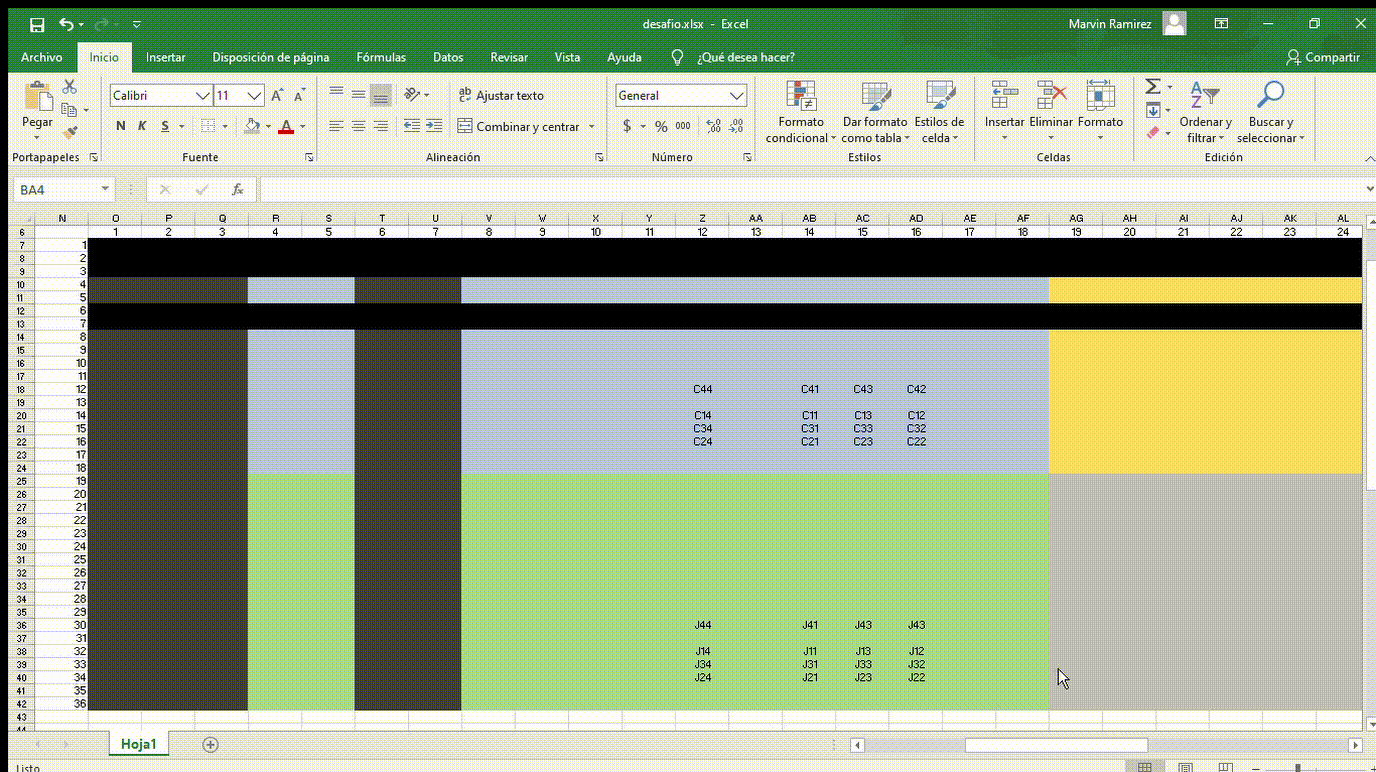 desafio.xlsx - Excel
Marvin Ramirez
Archivo Inicio Insertar Disposición de página Fórmulas Datos Revisar Vista Ayuda ¿Qué desea hacer? Compartir
Pegar
Calibri 11
N K S
ab Ajustar texto
Combinar y centrar
General
$ % 000
Formato condicional
Dar formato como tabla
Estilos de celda
Insertar Eliminar Formato
Ordenar y filtrar
Buscar y seleccionar
Portapapeles Fuente Alineación Número Estilos Celdas Edición
BA4 fx
N O P Q R S T U V W X Y Z AA AB AC AD AE AF AG AH AI AJ AK AL
6 1 2 3 4 5 6 7 8 9 10 11 12 13 14 15 16 17 18 19 20 21 22 23 24
7 1
8 2
9 3
10 4
11 5
12 6
13 7
14 8
15 9
16 10
17 11
18 12 C44 C41 C43 C42
19 13
20 14 C14 C11 C13 C12
21 15 C34 C31 C33 C32
22 16 C24 C21 C23 C22
23 17
24 18
25 19
26 20
27 21
28 22
29 23
30 24
31 25
32 26
33 27
34 28
35 29
36 30 J44 J41 J43 J43
37 31
38 32 J14 J11 J13 J12
39 33 J34 J31 J33 J32
40 34 J24 J21 J23 J22
41 35
42 36
43
44
Hoja1
Listo